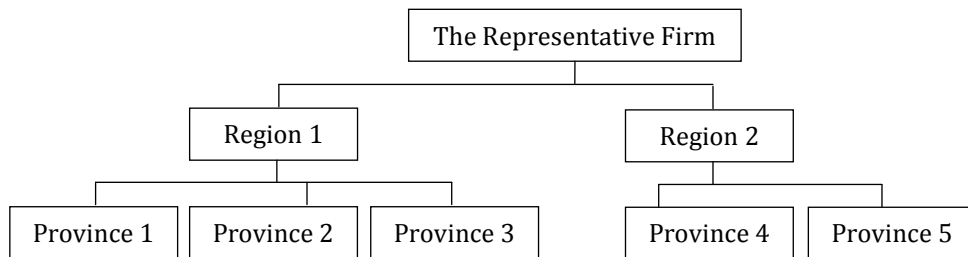 The Representative Firm
Region 1
Region 2
Province 1
Province 2
Province 3
Province 4
Province 5